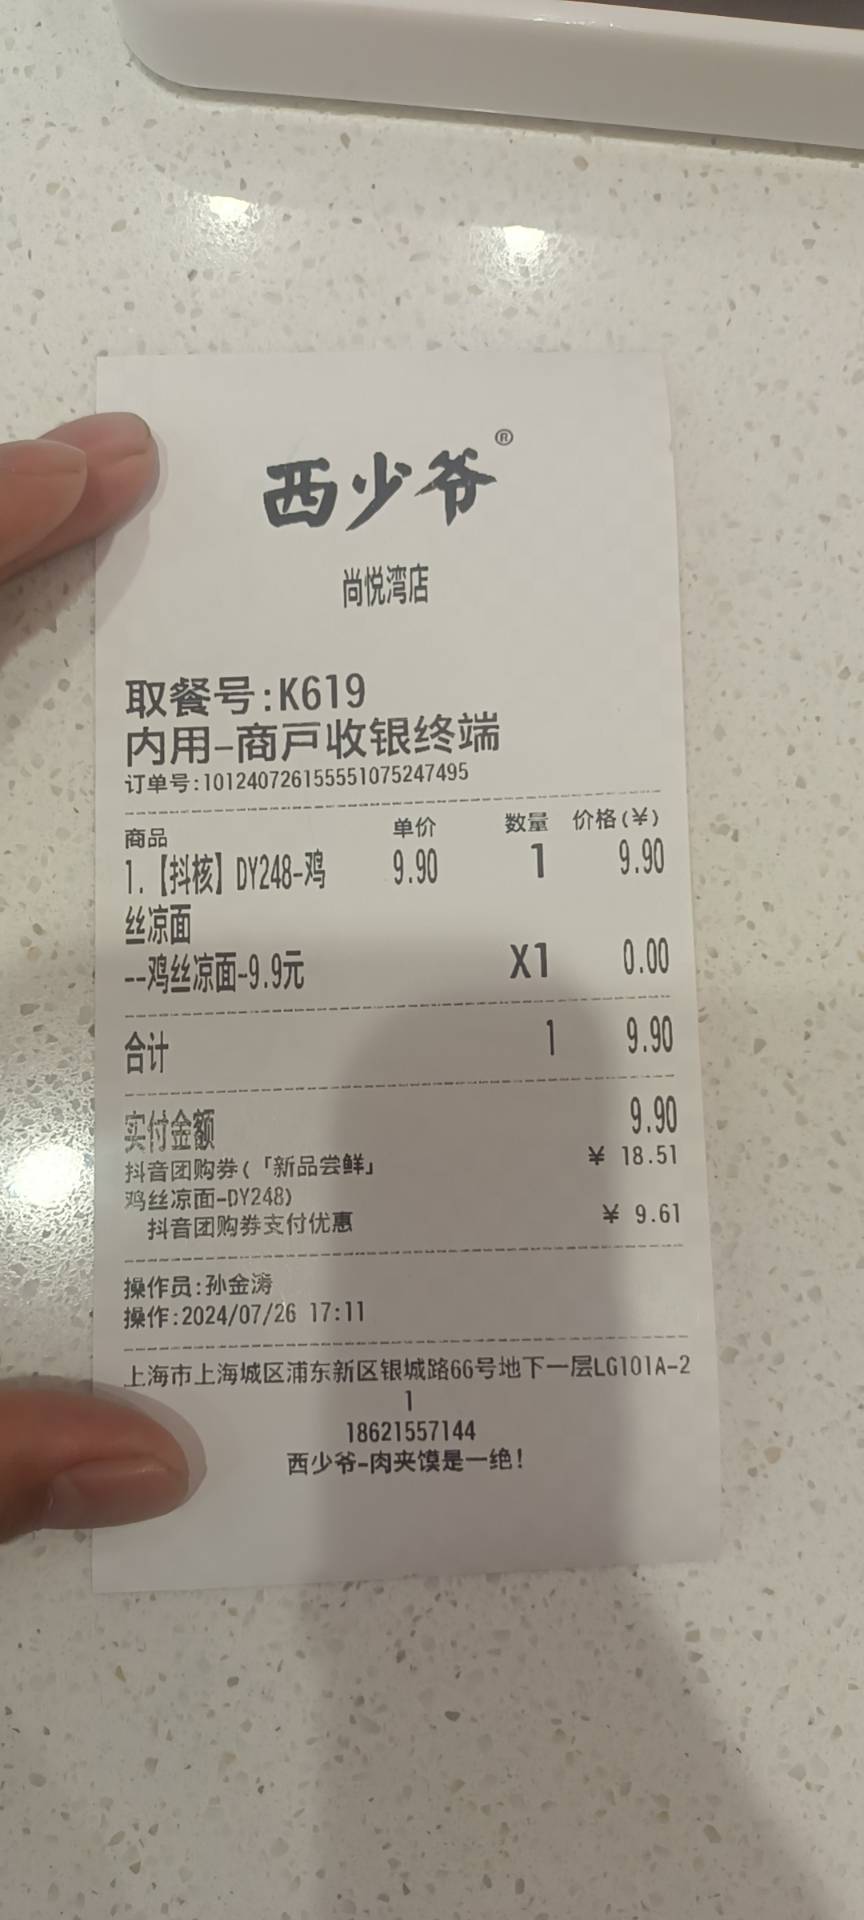 西少爷®
尚悦湾店
取餐号:K619
内用-商户收银终端
订单号:101240726155551075247495
商品 单价 数量 价格(¥)
1.【抖核】DY248-鸡 9.90 1 9.90
丝凉面
--鸡丝凉面-9.9元 X1 0.00
合计 1 9.90
实付金额 9.90
抖音团购券(「新品尝鲜」 ¥ 18.51
鸡丝凉面-DY248)
抖音团购券支付优惠 ¥ 9.61
操作员:孙金涛
操作:2024/07/26 17:11
上海市上海城区浦东新区银城路66号地下一层LG101A-2
1
18621557144
西少爷-肉夹馍是一绝!